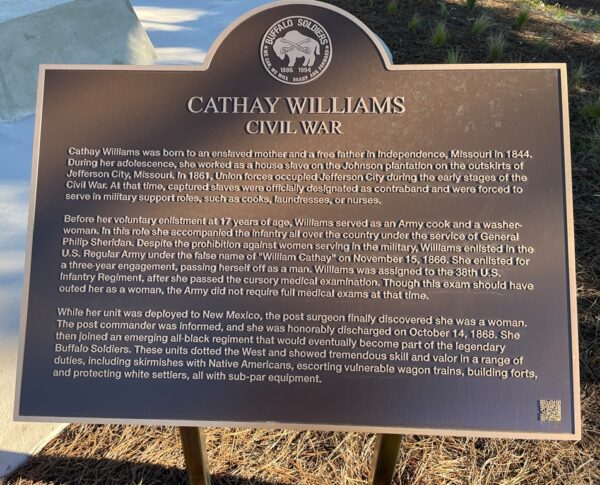 BUFFALO SOLDIERS
WE CAN, WE WILL READY AND FORWARD
1866 1994
CATHAY WILLIAMS
CIVIL WAR
Cathay Williams was born to an enslaved mother and a free father in Independence, Missouri in 1844.
During her adolescence, she worked as a house slave on the Johnson plantation on the outskirts of
Jefferson City, Missouri. In 1861, Union forces occupied Jefferson City during the early stages of the
Civil War. At that time, captured slaves were officially designated as contraband and were forced to
serve in military support roles, such as cooks, laundresses, or nurses.
Before her voluntary enlistment at 17 years of age, Williams served as an Army cook and a washer-
woman. In this role she accompanied the infantry all over the country under the service of General
Philip Sheridan. Despite the prohibition against women serving in the military, Williams enlisted in the
U.S. Regular Army under the false name of "William Cathay" on November 15, 1866. She enlisted for
a three-year engagement, passing herself off as a man. Williams was assigned to the 38th U.S.
Infantry Regiment, after she passed the cursory medical examination. Though this exam should have
outed her as a woman, the Army did not require full medical exams at that time.
While her unit was deployed to New Mexico, the post surgeon finally discovered she was a woman.
The post commander was informed, and she was honorably discharged on October 14, 1868. She
then joined an emerging all-black regiment that would eventually become part of the legendary
Buffalo Soldiers. These units dotted the West and showed tremendous skill and valor in a range of
duties, including skirmishes with Native Americans, escorting vulnerable wagon trains, building forts,
and protecting white settlers, all with sub-par equipment.